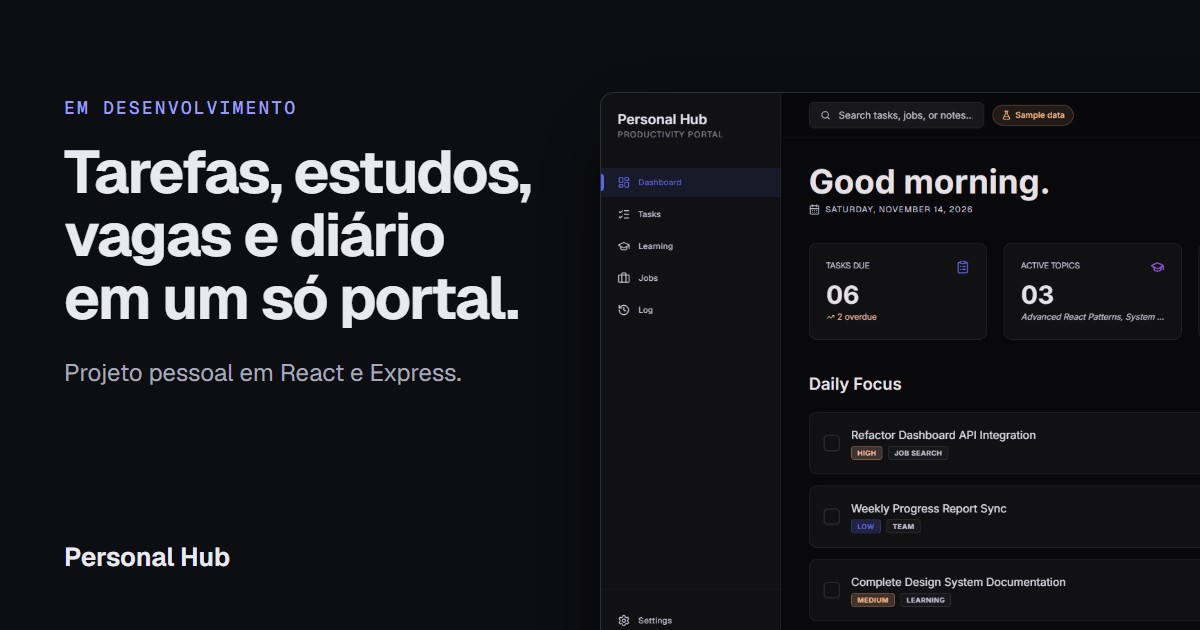 EM DESENVOLVIMENTO
Tarefas, estudos,
vagas e diário
em um só portal.
Projeto pessoal em React e Express.
Personal Hub
Personal Hub
PRODUCTIVITY PORTAL
Dashboard
Tasks
Learning
Jobs
Log
Settings
Search tasks, jobs, or notes...
Sample data
Good morning.
SATURDAY, NOVEMBER 14, 2026
TASKS DUE
06
2 overdue
ACTIVE TOPICS
03
Advanced React Patterns, System ...
Daily Focus
Refactor Dashboard API Integration
HIGH JOB SEARCH
Weekly Progress Report Sync
LOW TEAM
Complete Design System Documentation
MEDIUM LEARNING